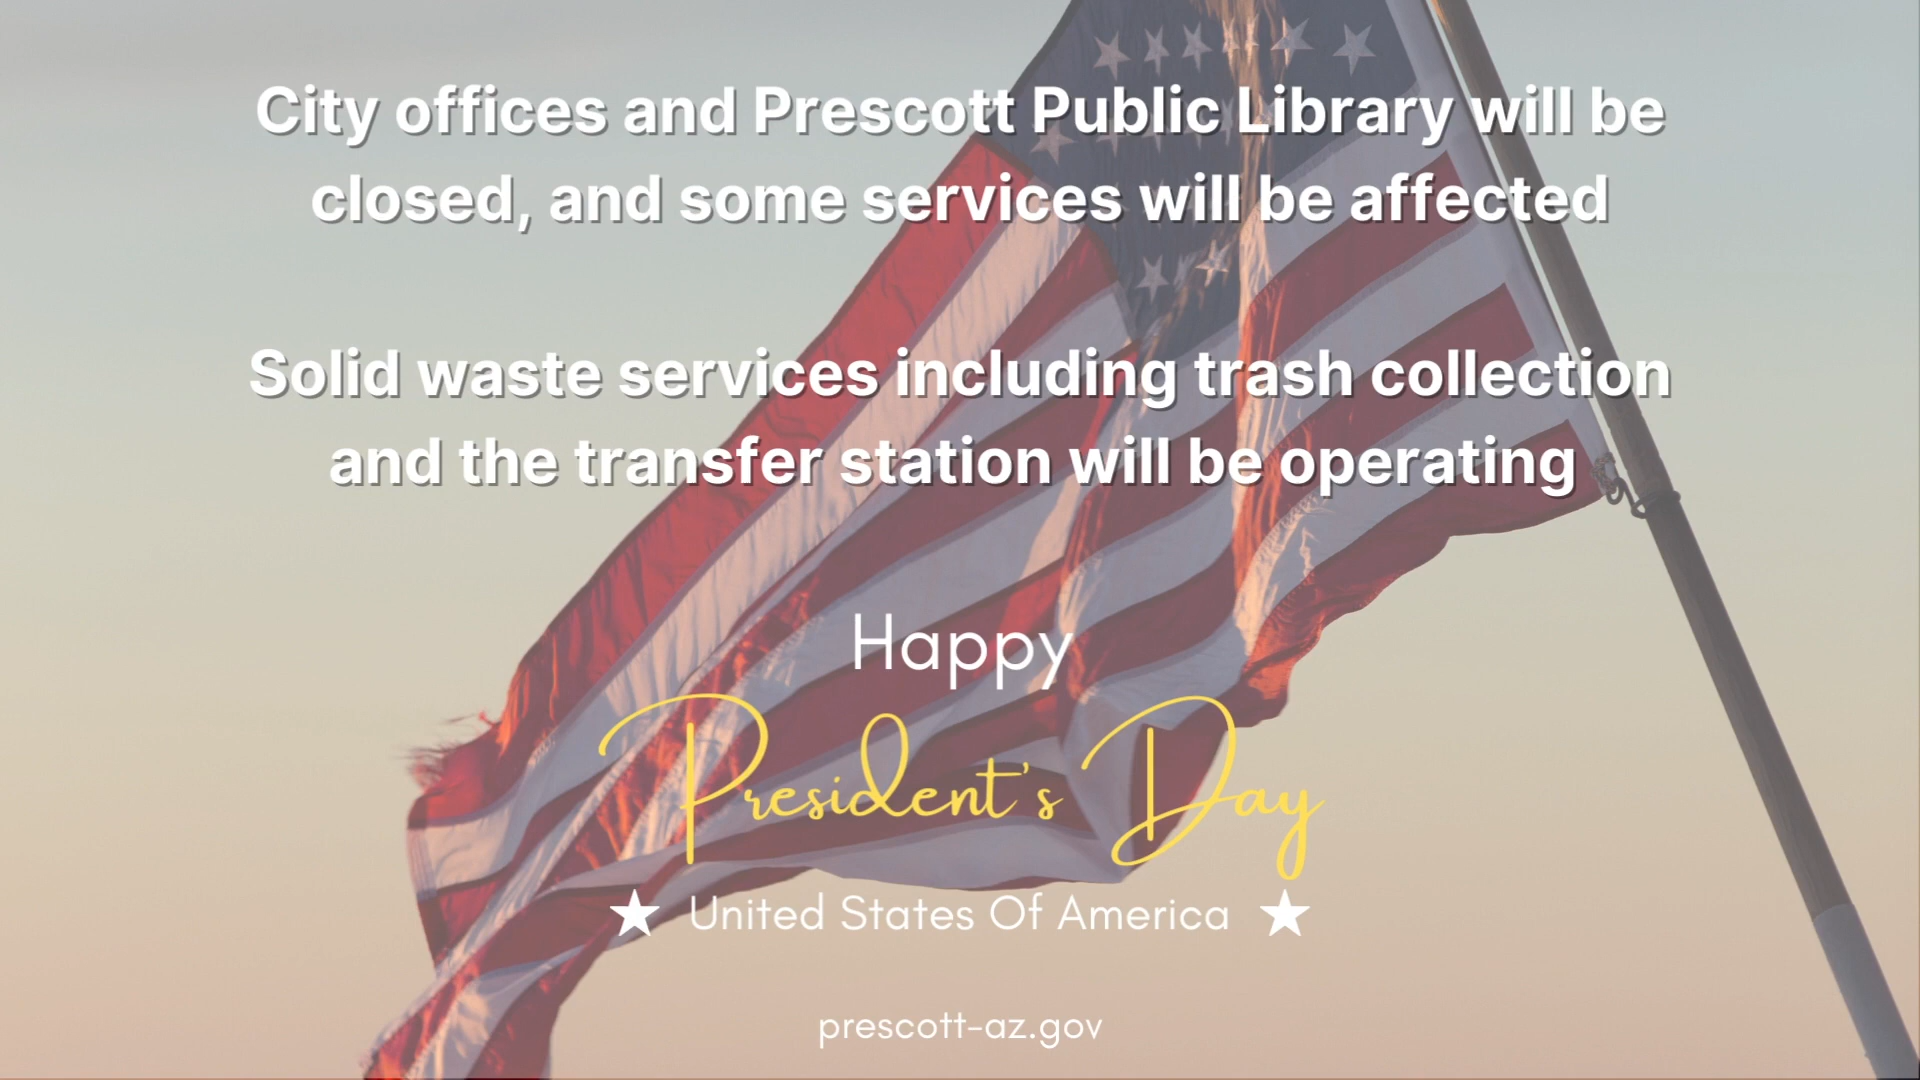 City offices and Prescott Public Library will be
closed, and some services will be affected
Solid waste services including trash collection
and the transfer station will be operating
Happy
President's Day
United States Of America
prescott-az.gov